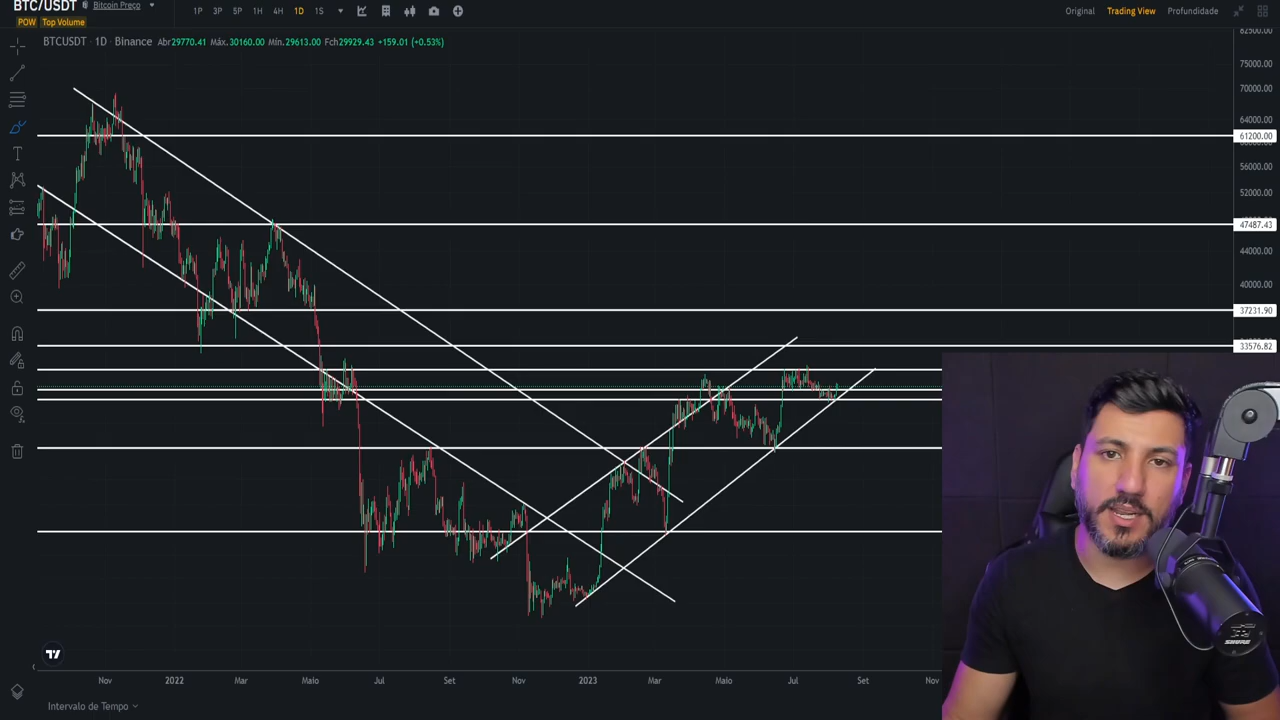 BTC/USDT Bitcoin Preço
POW Top Volume
1P 3P 5P 1H 4H 1D 1S
Original Trading View Profundidade
BTCUSDT · 1D · Binance Abr29770.41 Máx.30160.00 Mín.29613.00 Fch29929.43 +159.01 (+0.53%)
82500.00
75000.00
70000.00
64000.00
61200.00
56000.00
52000.00
47487.43
44000.00
40000.00
37231.90
33576.82
Nov 2022 Mar Maio Jul Set Nov 2023 Mar Maio Jul Set Nov
Intervalo de Tempo
SHURE